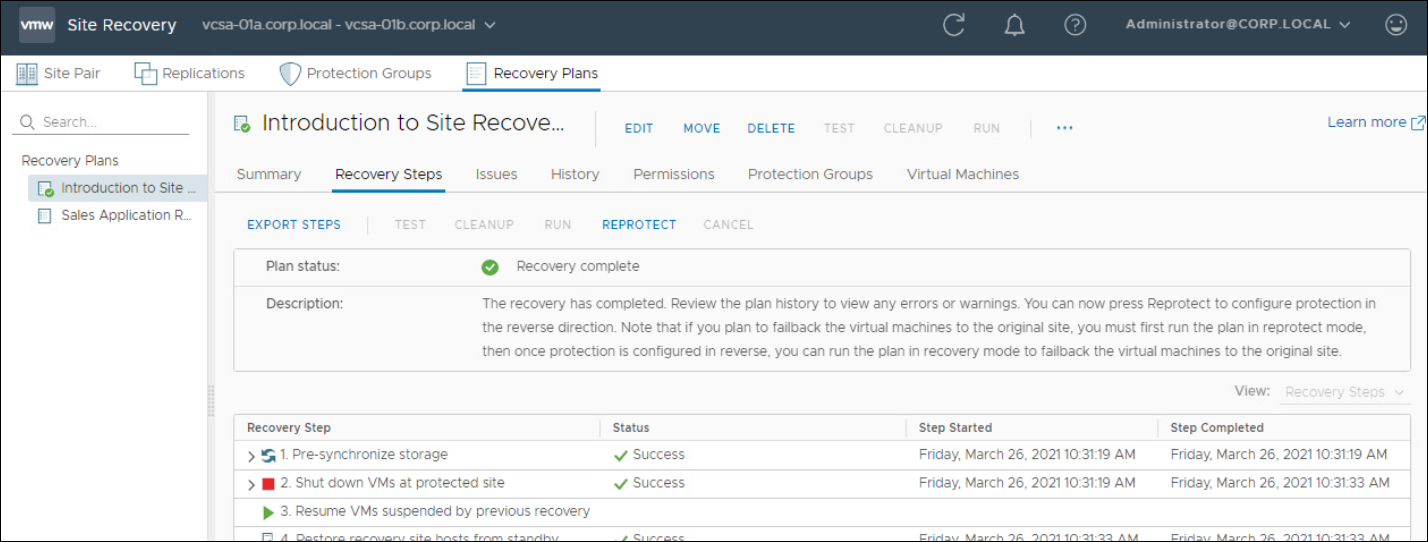 vmw Site Recovery vcsa-01a.corp.local - vcsa-01b.corp.local Administrator@CORP.LOCAL
Site Pair Replications Protection Groups Recovery Plans
Search...
Recovery Plans
Introduction to Site ...
Sales Application R...
Introduction to Site Recove... EDIT MOVE DELETE TEST CLEANUP RUN ... Learn more
Summary Recovery Steps Issues History Permissions Protection Groups Virtual Machines
EXPORT STEPS TEST CLEANUP RUN REPROTECT CANCEL
Plan status: Recovery complete
Description: The recovery has completed. Review the plan history to view any errors or warnings. You can now press Reprotect to configure protection in
the reverse direction. Note that if you plan to failback the virtual machines to the original site, you must first run the plan in reprotect mode,
then once protection is configured in reverse, you can run the plan in recovery mode to failback the virtual machines to the original site.
View: Recovery Steps
Recovery Step Status Step Started Step Completed
1. Pre-synchronize storage Success Friday, March 26, 2021 10:31:19 AM Friday, March 26, 2021 10:31:19 AM
2. Shut down VMs at protected site Success Friday, March 26, 2021 10:31:19 AM Friday, March 26, 2021 10:31:33 AM
3. Resume VMs suspended by previous recovery
4. Restore recovery site hosts from standby Success Friday, March 26, 2021 10:31:33 AM Friday, March 26, 2021 10:31:33 AM